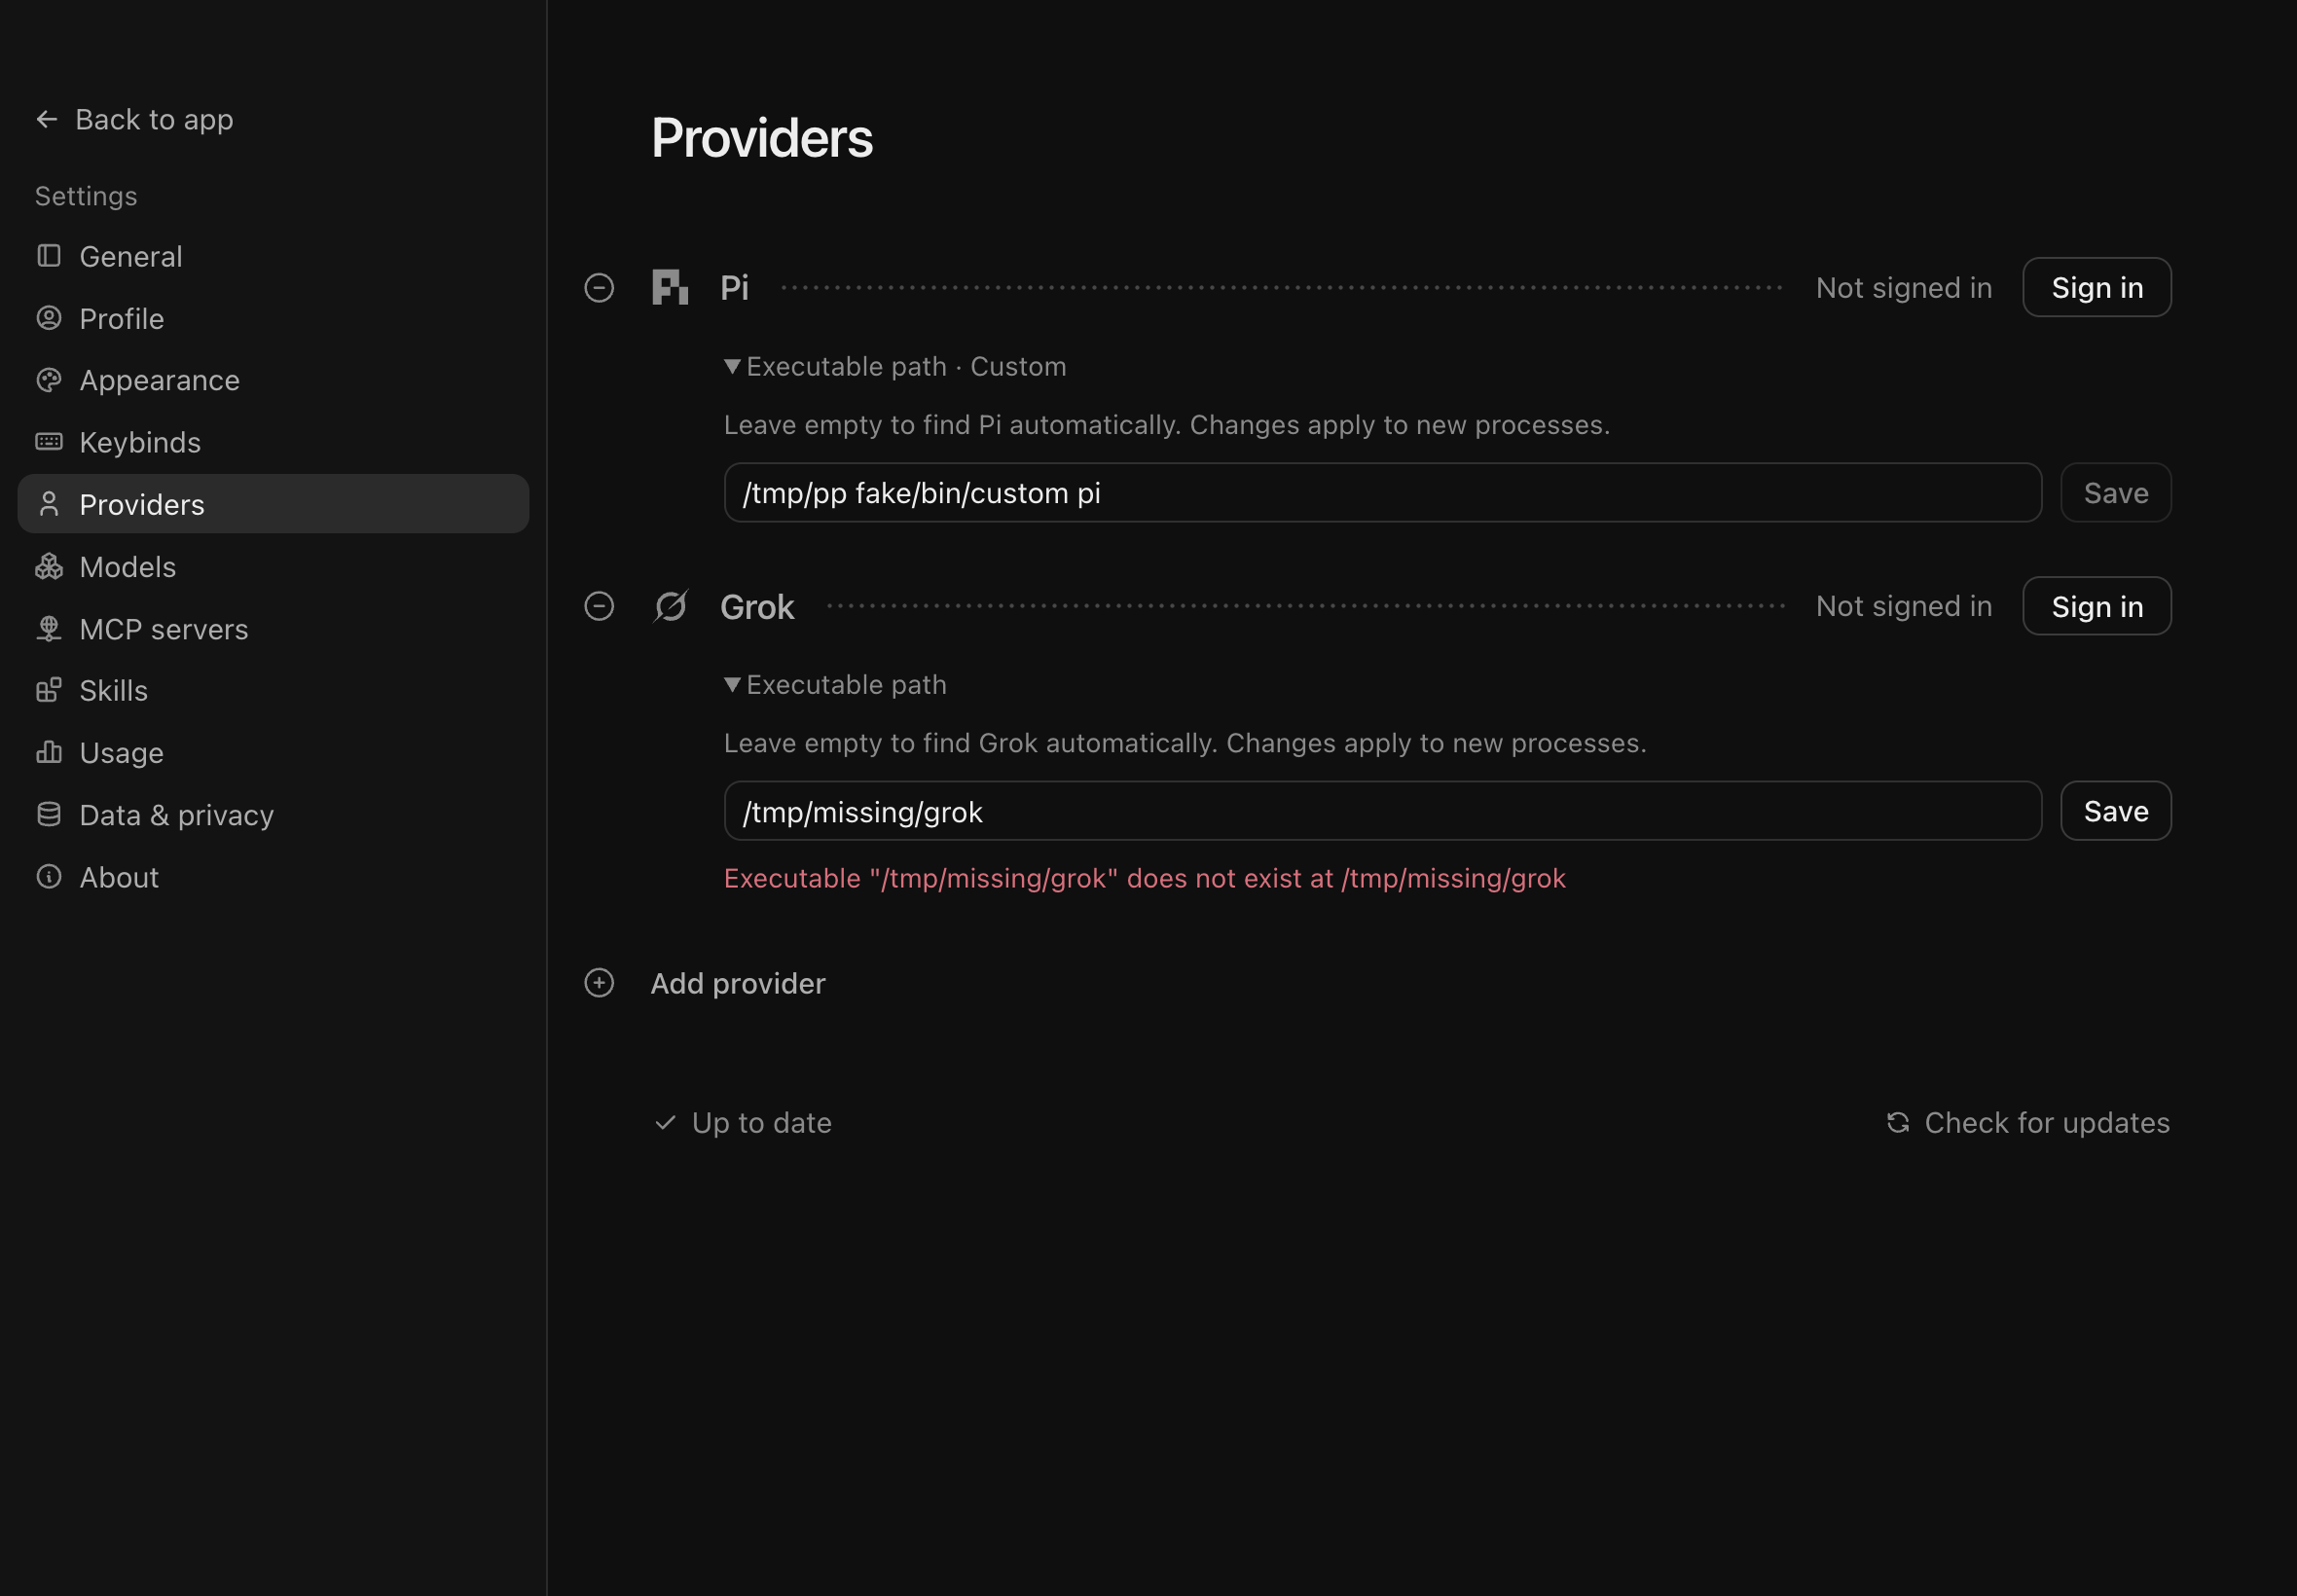 Back to app
Settings
General
Profile
Appearance
Keybinds
Providers
Models
MCP servers
Skills
Usage
Data & privacy
About
Providers
Pi Not signed in Sign in
Executable path · Custom
Leave empty to find Pi automatically. Changes apply to new processes.
/tmp/pp fake/bin/custom pi Save
Grok Not signed in Sign in
Executable path
Leave empty to find Grok automatically. Changes apply to new processes.
/tmp/missing/grok Save
Executable "/tmp/missing/grok" does not exist at /tmp/missing/grok
Add provider
Up to date Check for updates